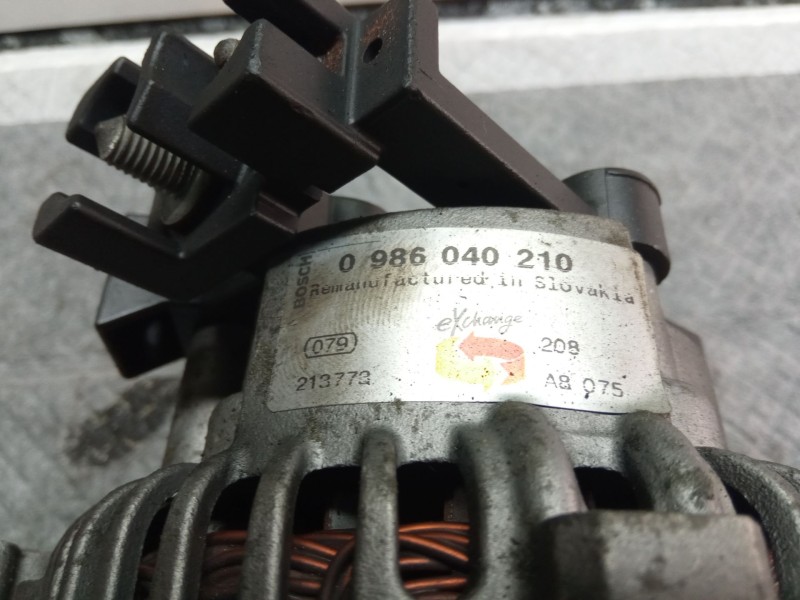 BOSCH
0 986 040 210
Remanufactured in Slovakia
eXchange
079
208
213773
A8 075